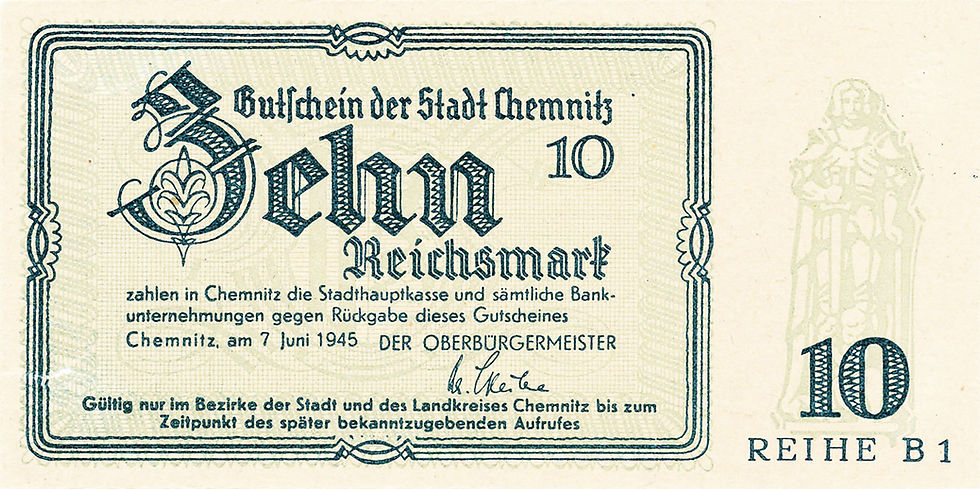 Gutschein der Stadt Chemnitz
Zehn 10
Reichsmark
zahlen in Chemnitz die Stadthauptkasse und sämtliche Bank-
unternehmungen gegen Rückgabe dieses Gutscheines
Chemnitz, am 7 Juni 1945 DER OBERBÜRGERMEISTER
Gültig nur im Bezirke der Stadt und des Landkreises Chemnitz bis zum
Zeitpunkt des später bekanntzugebenden Aufrufes
10
REIHE B 1